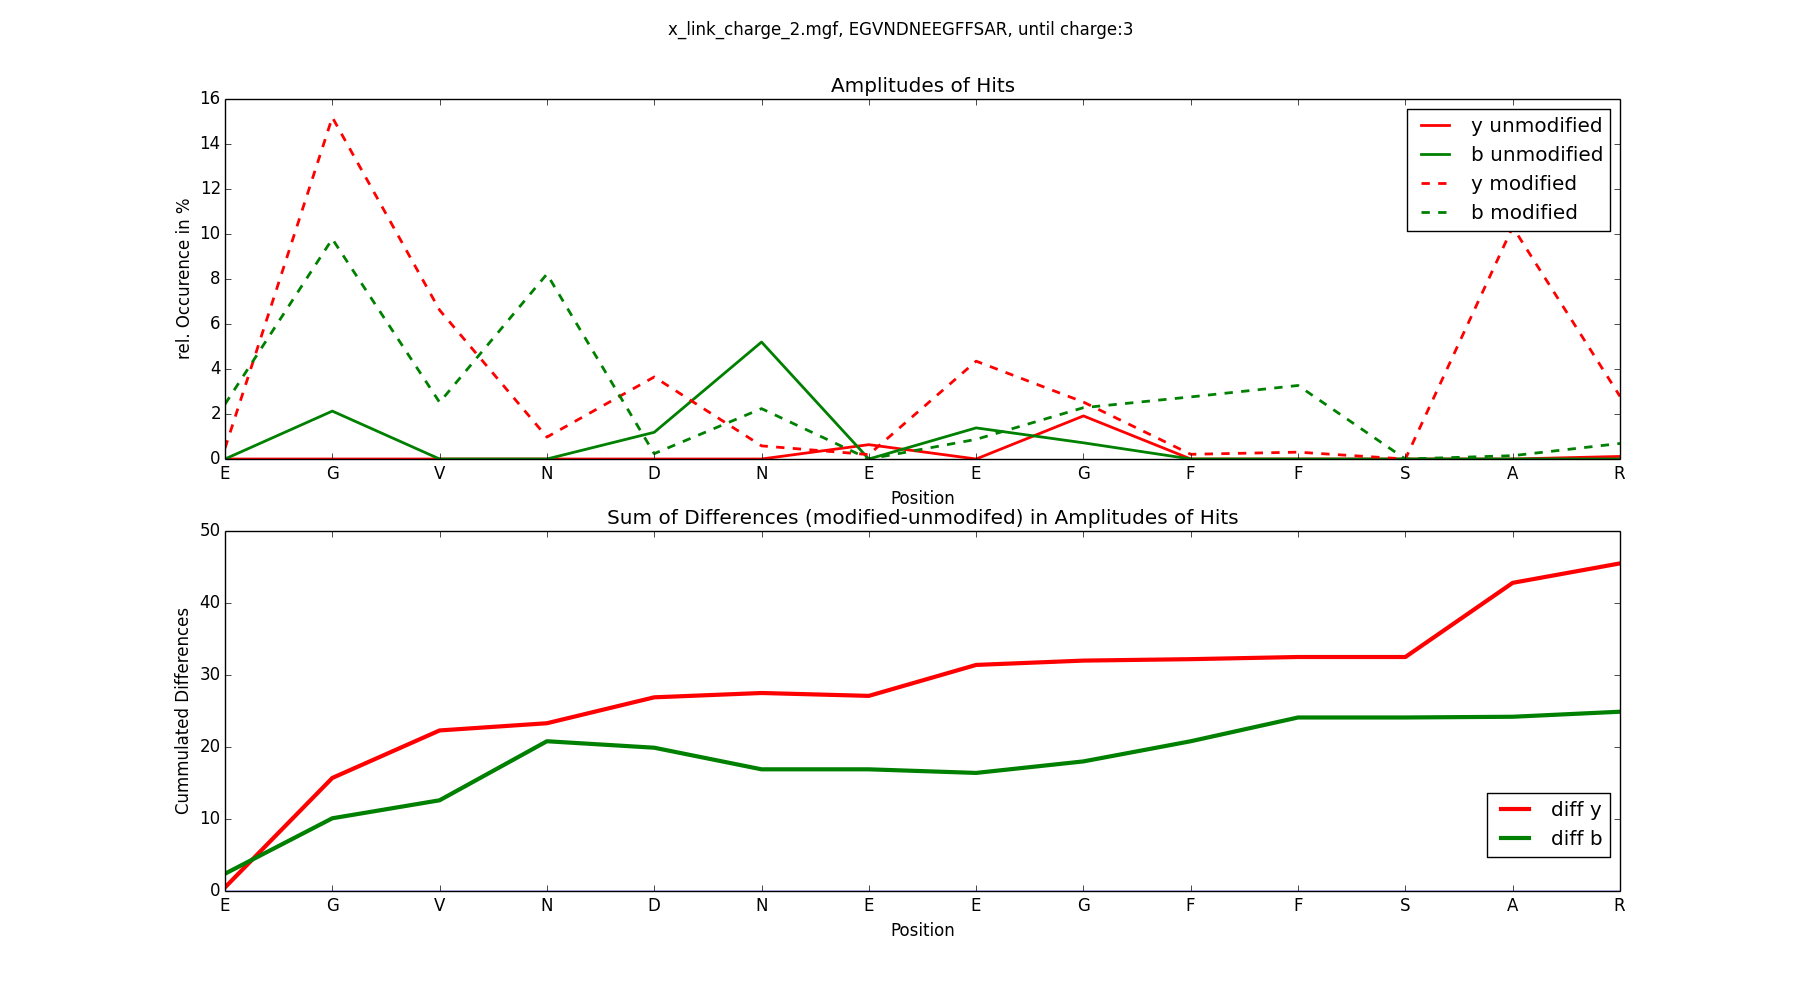 x_link_charge_2.mgf, EGVNDNEEGFFSAR, until charge:3
Amplitudes of Hits
16
14
12
10
8
6
4
2
0
rel. Occurence in %
y unmodified
b unmodified
y modified
b modified
E G V N D N E E G F F S A R
Position
Sum of Differences (modified-unmodifed) in Amplitudes of Hits
50
40
30
20
10
0
Cummulated Differences
diff y
diff b
E G V N D N E E G F F S A R
Position